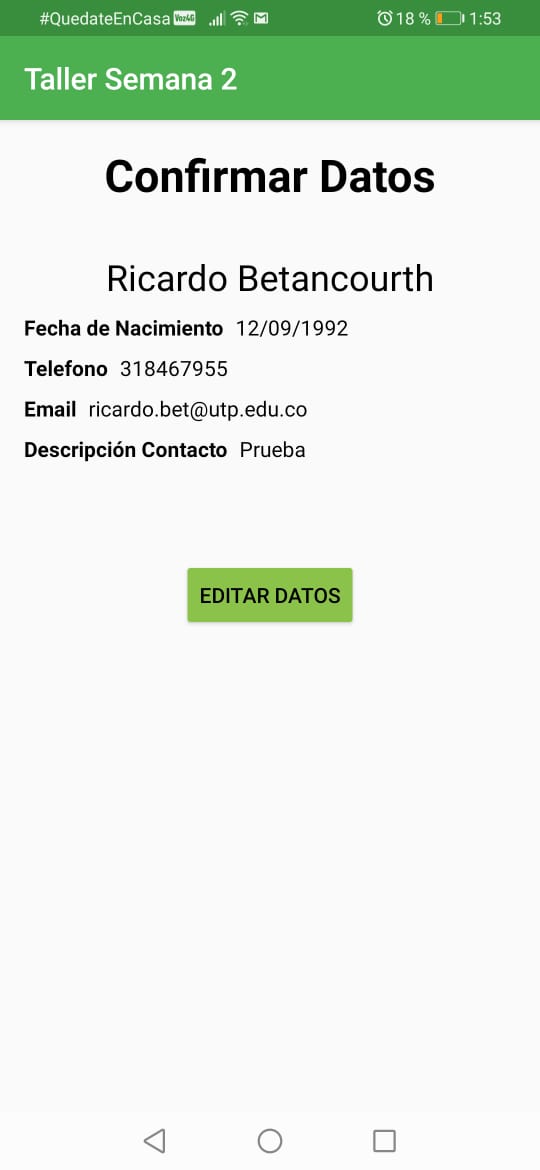 #QuedateEnCasa Voz4G 18 % 1:53
Taller Semana 2
Confirmar Datos
Ricardo Betancourth
Fecha de Nacimiento 12/09/1992
Telefono 318467955
Email ricardo.bet@utp.edu.co
Descripción Contacto Prueba
EDITAR DATOS